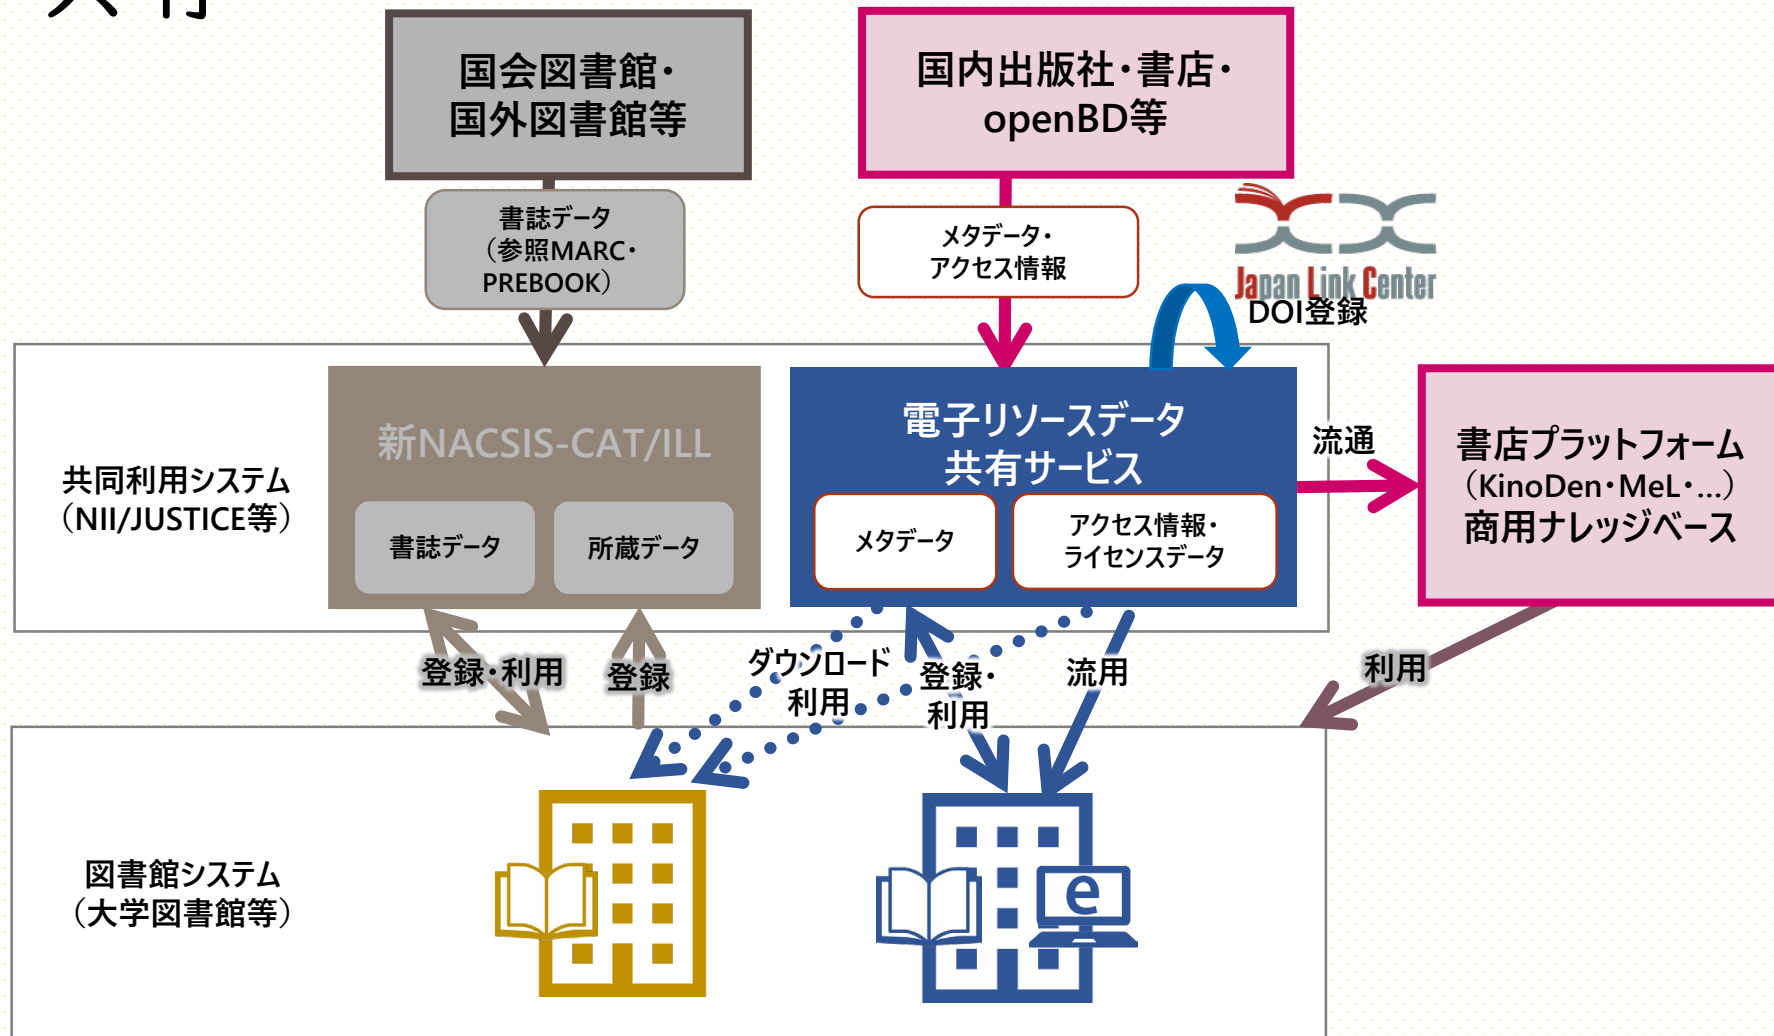 国会図書館・
国外図書館等
国内出版社・書店・
openBD等
書誌データ
（参照MARC・
PREBOOK）
メタデータ・
アクセス情報
Japan Link Center
DOI登録
共同利用システム
（NII/JUSTICE等）
新NACSIS-CAT/ILL
書誌データ
所蔵データ
電子リソースデータ
共有サービス
メタデータ
アクセス情報・
ライセンスデータ
流通
書店プラットフォーム
（KinoDen・MeL・…）
商用ナレッジベース
登録・利用
登録
ダウンロード
利用
登録・
利用
流用
利用
図書館システム
（大学図書館等）
e